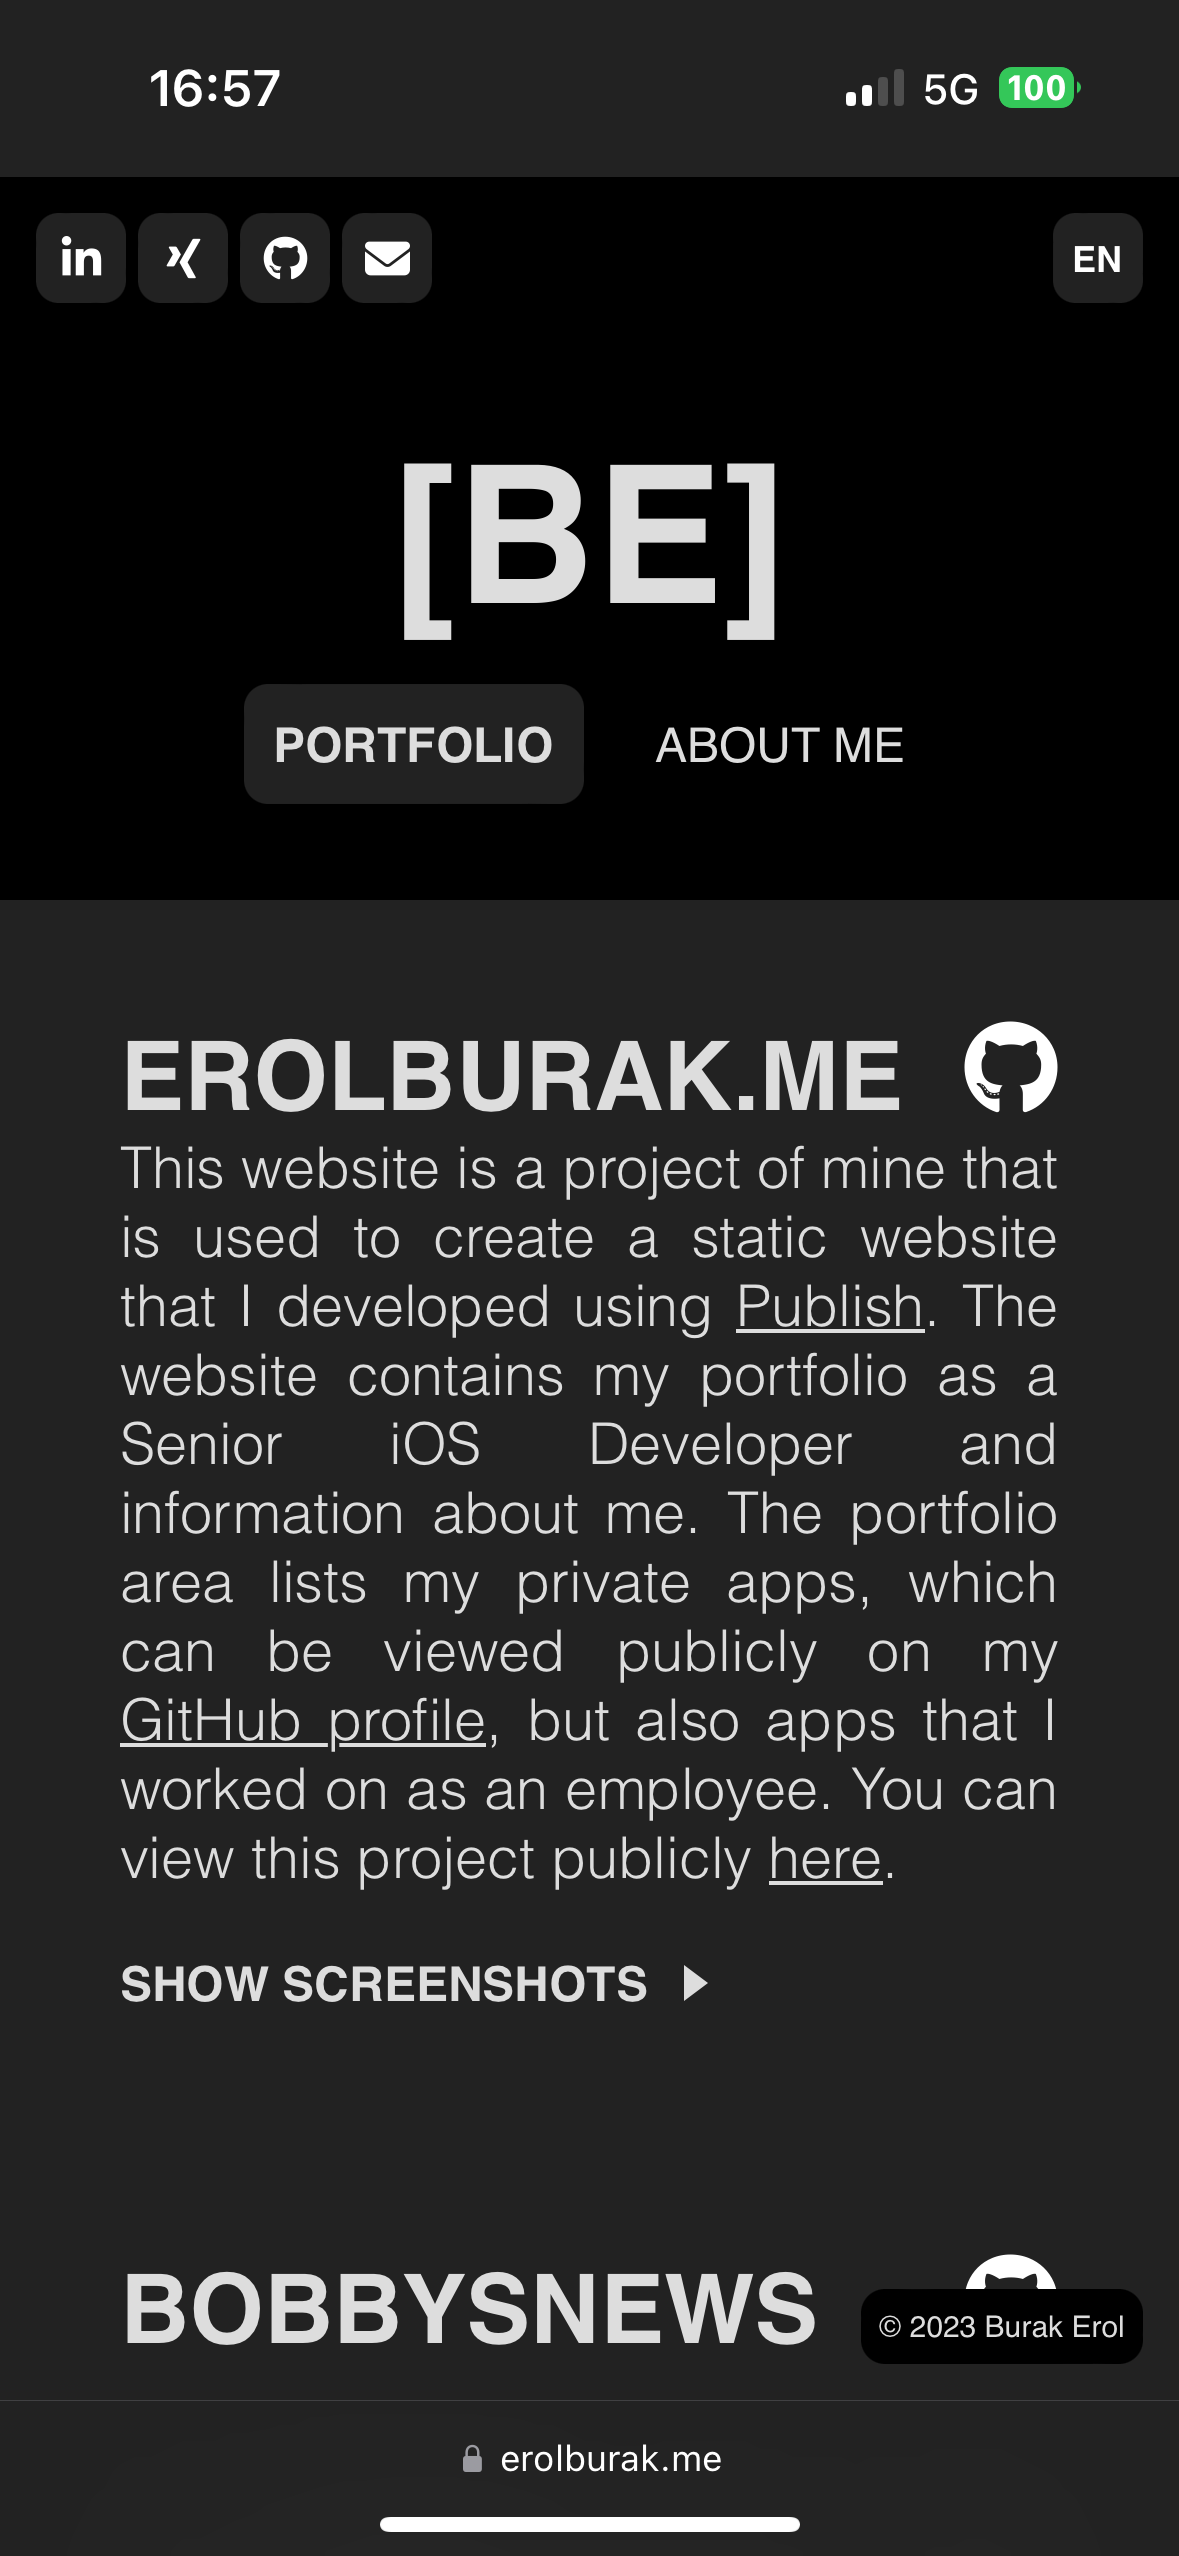 16:57
5G
100
in
EN
[BE]
PORTFOLIO
ABOUT ME
EROLBURAK.ME
This website is a project of mine that
is used to create a static website
that I developed using Publish. The
website contains my portfolio as a
Senior iOS Developer and
information about me. The portfolio
area lists my private apps, which
can be viewed publicly on my
GitHub profile, but also apps that I
worked on as an employee. You can
view this project publicly here.
SHOW SCREENSHOTS
BOBBYSNEWS
© 2023 Burak Erol
erolburak.me